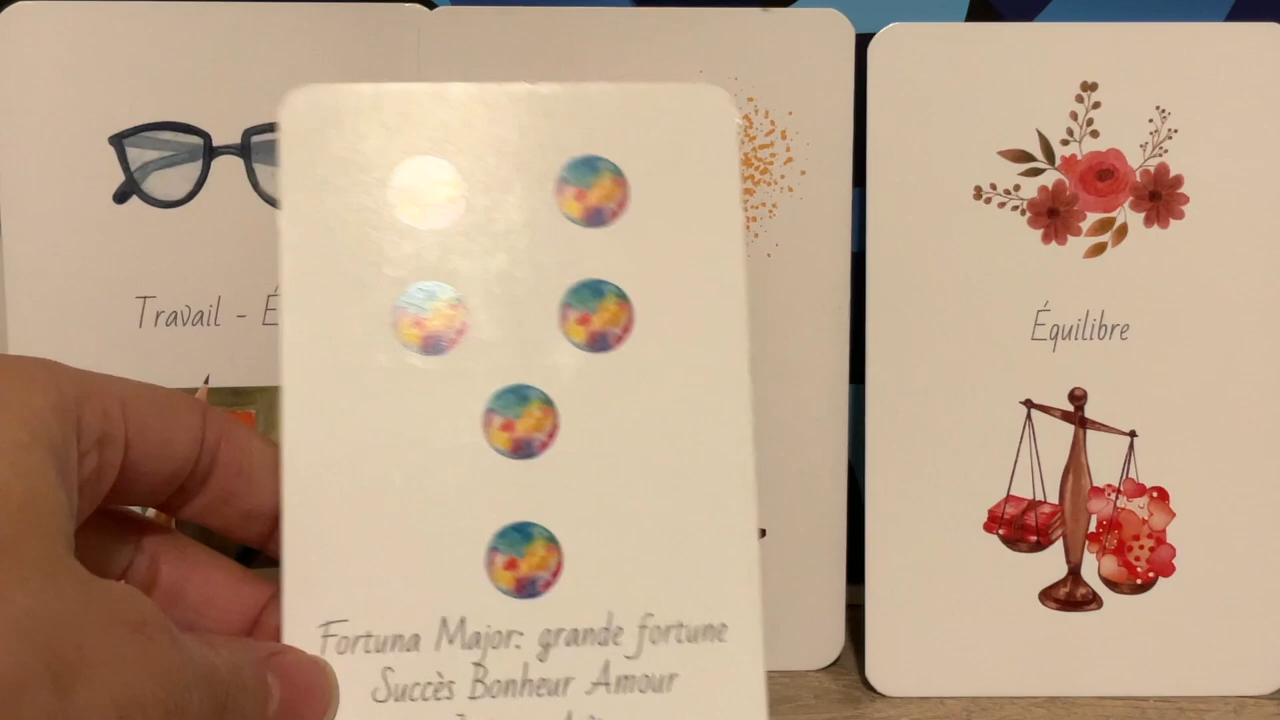 Travail - É
Fortuna Major: grande fortune
Succès Bonheur Amour
Équilibre